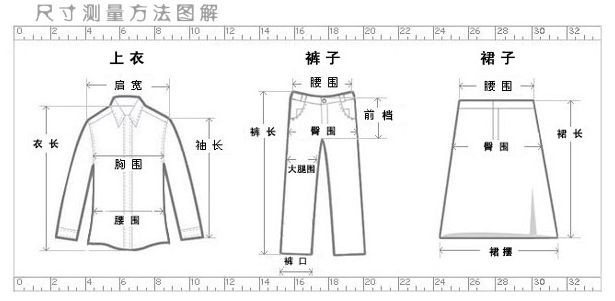 尺寸测量方法图解
0 2 4 6 8 10 12 14 16 18 20 22 24 26 28 30 32
上衣 裤子 裙子
肩宽 腰围 腰围
前档
衣长 袖长 裤长 臀围 臀围 裙长
胸围 大腿围
腰围
裤口 裙摆
0 2 4 6 8 10 12 14 16 18 20 22 24 26 28 30 32